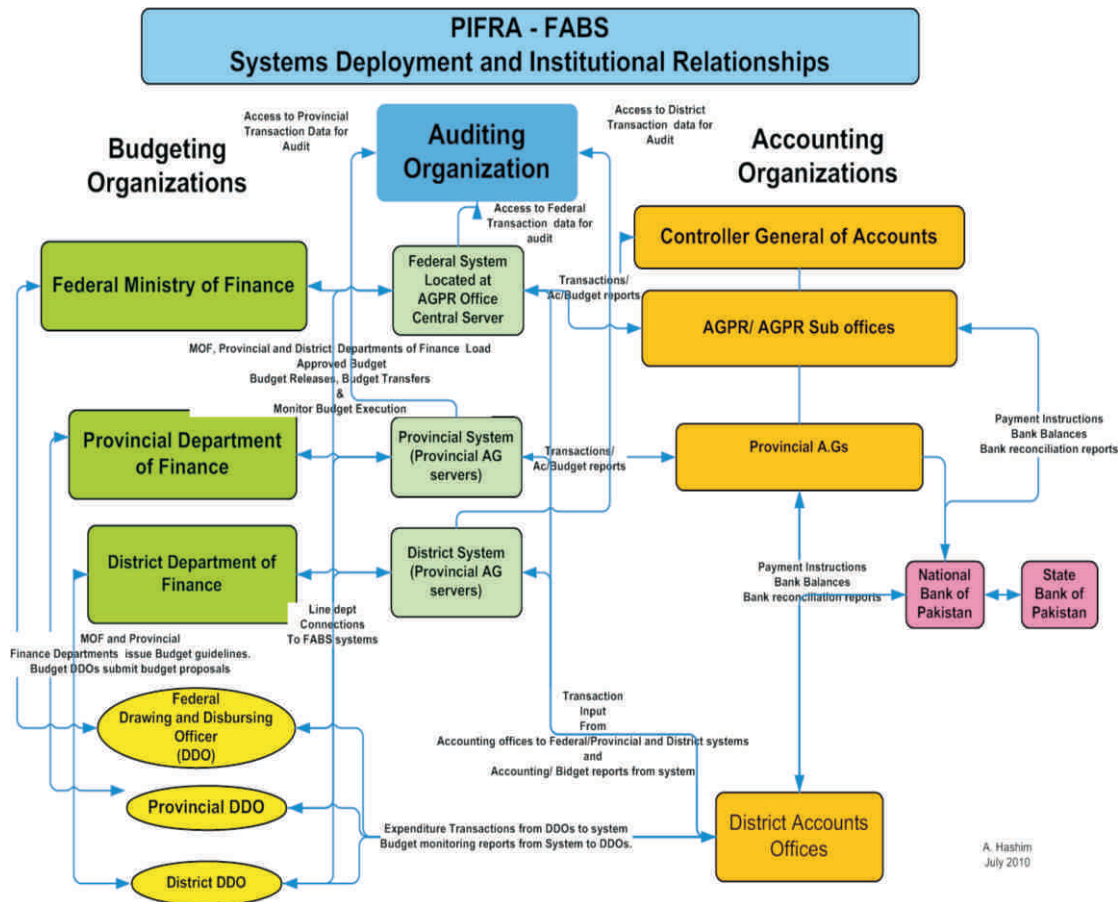 PIFRA - FABS
Systems Deployment and Institutional Relationships
Access to Provincial
Transaction Data for
Audit
Auditing
Organization
Access to District
Transaction data for
Audit
Budgeting
Organizations
Accounting
Organizations
Access to Federal
Transaction data for
audit
Controller General of Accounts
Federal Ministry of Finance
Federal System
Located at
AGPR Office
Central Server
Transactions/
Ac/Budget reports
AGPR/ AGPR Sub offices
MOF, Provincial and District Departments of Finance Load
Approved Budget
Budget Releases, Budget Transfers
&
Monitor Budget Execution
Payment Instructions
Bank Balances
Bank reconciliation reports
Provincial Department
of Finance
Provincial System
(Provincial AG
servers)
Transactions/
Ac/Budget reports
Provincial A.Gs
District Department of
Finance
District System
(Provincial AG
servers)
Payment Instructions
Bank Balances
Bank reconciliation reports
National
Bank of
Pakistan
State
Bank of
Pakistan
Line dept
Connections
To FABS systems
MOF and Provincial
Finance Departments issue Budget guidelines.
Budget DDOs submit budget proposals
Federal
Drawing and Disbursing
Officer
(DDO)
Transaction
Input
From
Accounting offices to Federal/Provincial and District systems
and
Accounting/ Bidget reports from system
Provincial DDO
Expenditure Transactions from DDOs to system
Budget monitoring reports from System to DDOs.
District Accounts
Offices
District DDO
A. Hashim
July 2010